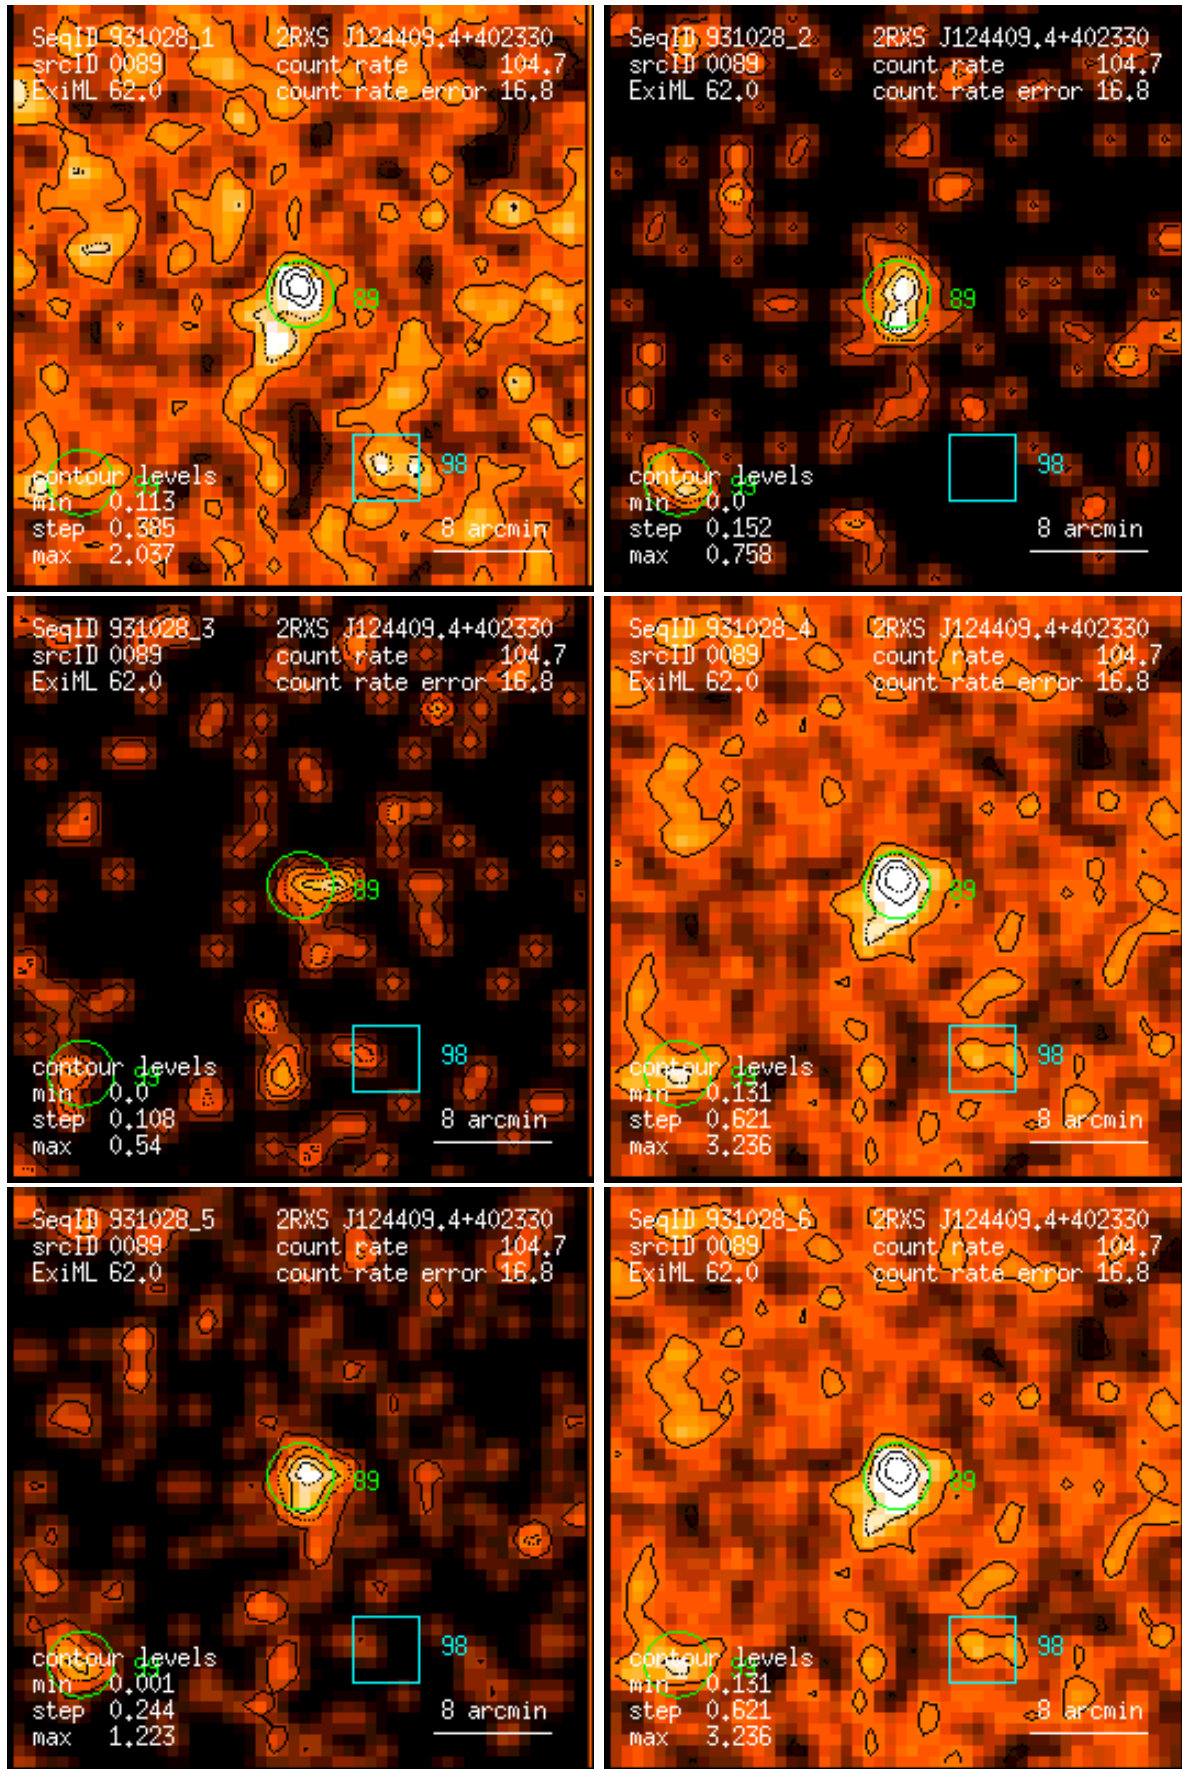 SeqID 931028_1 2RXS J124409.4+402330
srcID 0089 count rate 104.7
ExiML 62.0 count rate error 16.8
89
98
99
contour levels
min 0.113
step 0.385 8 arcmin
max 2.037
SeqID 931028_2 2RXS J124409.4+402330
srcID 0089 count rate 104.7
ExiML 62.0 count rate error 16.8
89
98
99
contour levels
min 0.0
step 0.152 8 arcmin
max 0.758
SeqID 931028_3 2RXS J124409.4+402330
srcID 0089 count rate 104.7
ExiML 62.0 count rate error 16.8
89
98
99
contour levels
min 0.0
step 0.108 8 arcmin
max 0.54
SeqID 931028_4 2RXS J124409.4+402330
srcID 0089 count rate 104.7
ExiML 62.0 count rate error 16.8
89
98
99
contour levels
min 0.131
step 0.621 8 arcmin
max 3.236
SeqID 931028_5 2RXS J124409.4+402330
srcID 0089 count rate 104.7
ExiML 62.0 count rate error 16.8
89
98
99
contour levels
min 0.001
step 0.244 8 arcmin
max 1.223
SeqID 931028_6 2RXS J124409.4+402330
srcID 0089 count rate 104.7
ExiML 62.0 count rate error 16.8
89
98
99
contour levels
min 0.131
step 0.621 8 arcmin
max 3.236